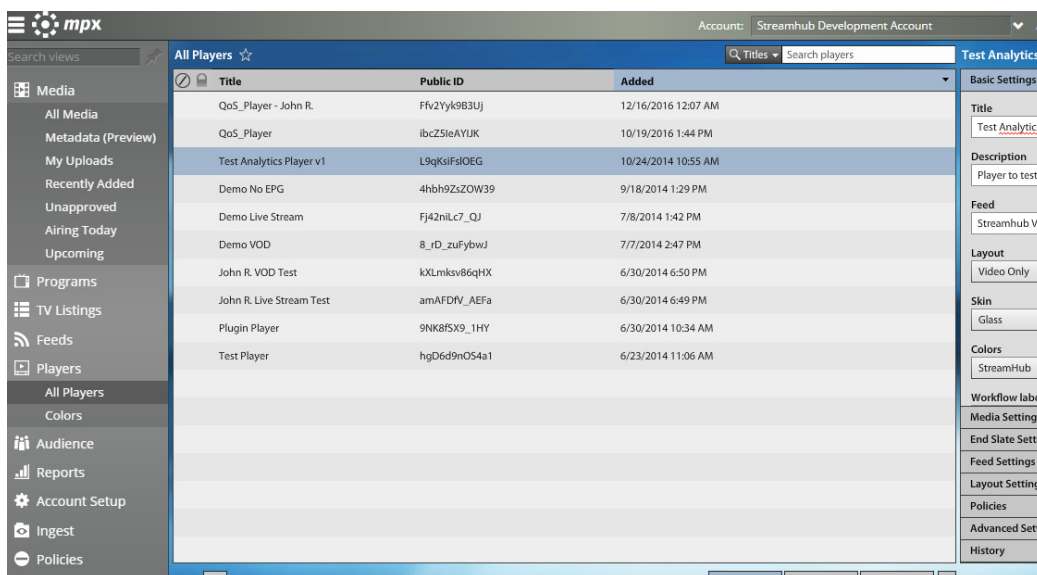 mpx
Account: Streamhub Development Account
Search views
Media
All Media
Metadata (Preview)
My Uploads
Recently Added
Unapproved
Airing Today
Upcoming
Programs
TV Listings
Feeds
Players
All Players
Colors
Audience
Reports
Account Setup
Ingest
Policies
All Players
Titles Search players
Title Public ID Added
QoS_Player - John R. Ffv2Yyk9B3Uj 12/16/2016 12:07 AM
QoS_Player ibcZ5leAYIJK 10/19/2016 1:44 PM
Test Analytics Player v1 L9qKsiFslOEG 10/24/2014 10:55 AM
Demo No EPG 4hbh9ZsZOW39 9/18/2014 1:29 PM
Demo Live Stream Fj42niLc7_QJ 7/8/2014 1:42 PM
Demo VOD 8_rD_zuFybwJ 7/7/2014 2:47 PM
John R. VOD Test kXLmksv86qHX 6/30/2014 6:50 PM
John R. Live Stream Test amAFDfV_AEFa 6/30/2014 6:49 PM
Plugin Player 9NK8fSX9_1HY 6/30/2014 10:34 AM
Test Player hgD6d9nOS4a1 6/23/2014 11:06 AM
Test Analytics
Basic Settings
Title
Test Analytic
Description
Player to test
Feed
Streamhub V
Layout
Video Only
Skin
Glass
Colors
StreamHub
Workflow labe
Media Setting
End Slate Sett
Feed Settings
Layout Setting
Policies
Advanced Set
History